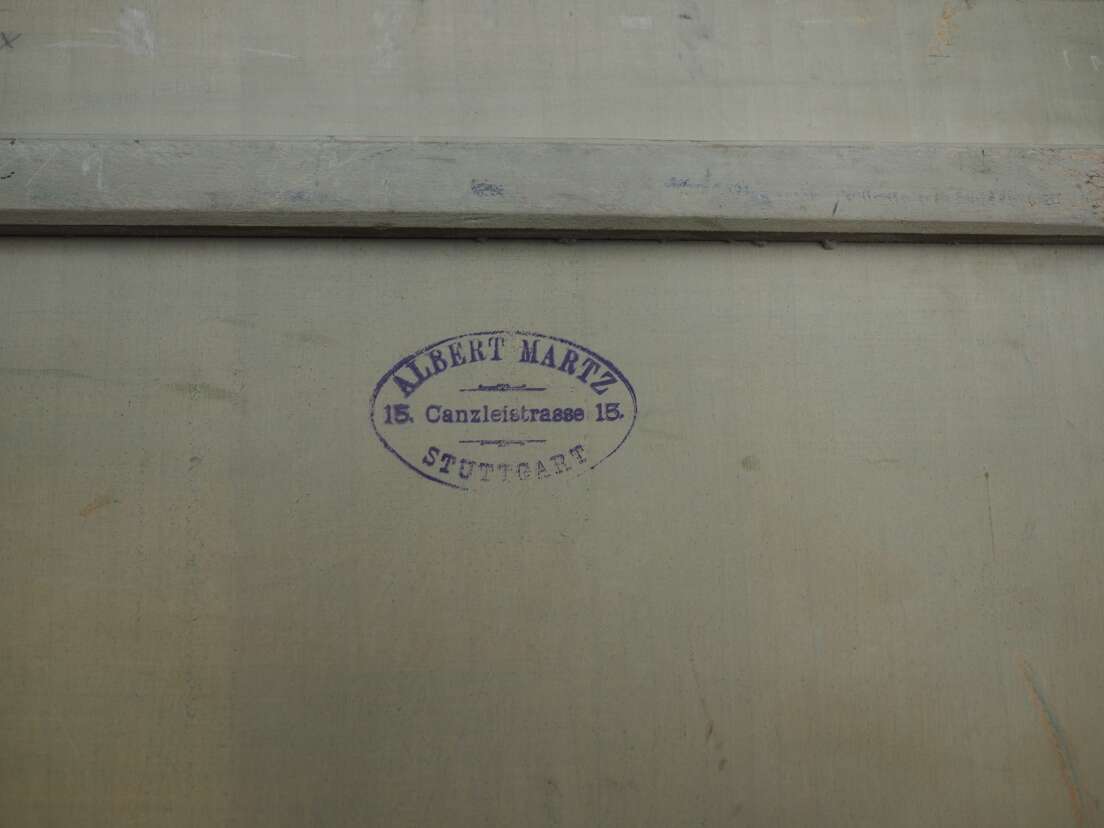 ALBERT MARTZ
15. Canzleistrasse 15.
STUTTGART